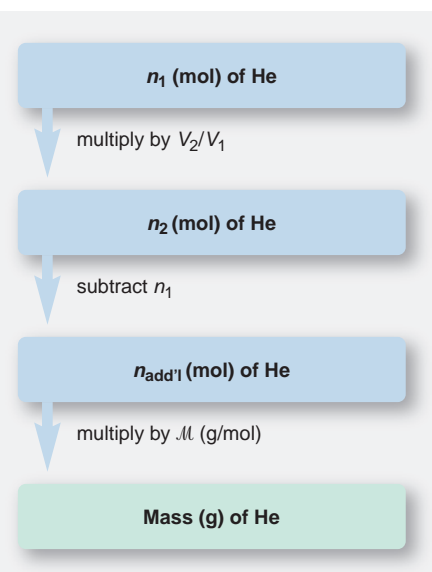 n₁ (mol) of He
multiply by V₂/V₁
n₂ (mol) of He
subtract n₁
n_add'l (mol) of He
multiply by ℳ (g/mol)
Mass (g) of He